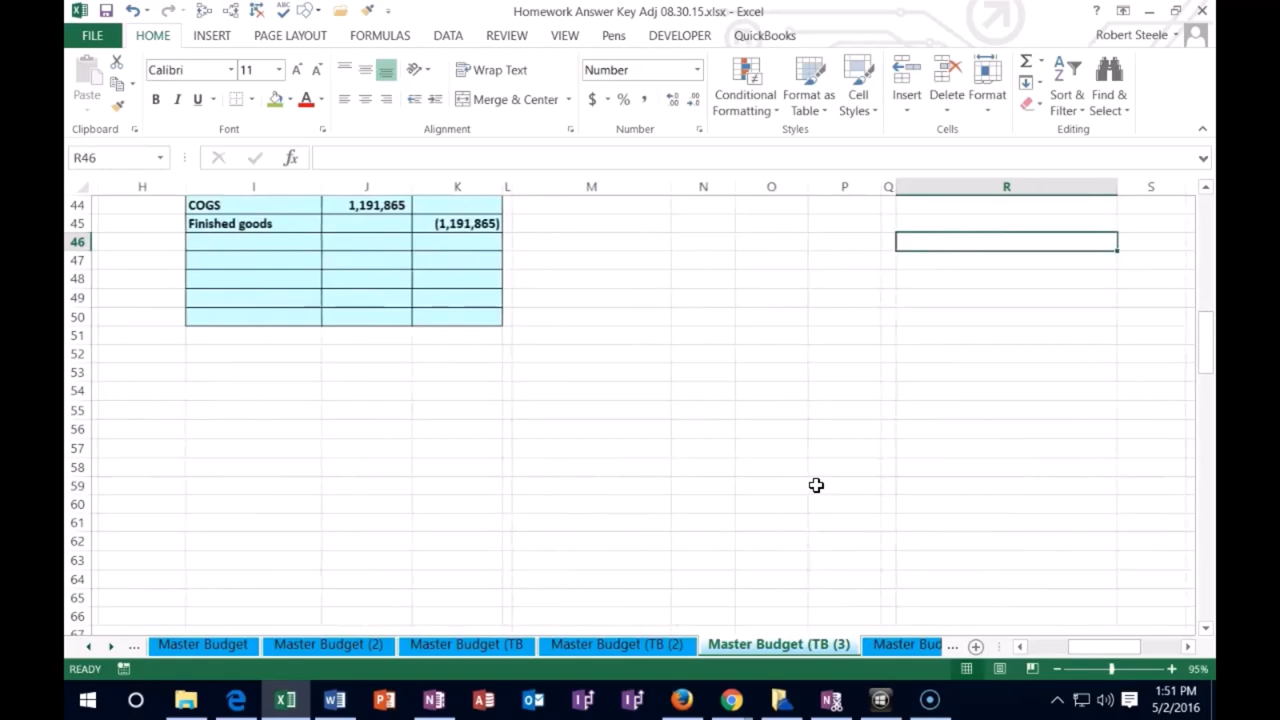 Homework Answer Key Adj 08.30.15.xlsx - Excel
FILE HOME INSERT PAGE LAYOUT FORMULAS DATA REVIEW VIEW Pens DEVELOPER QuickBooks Robert Steele
Calibri 11 Wrap Text Number
Paste B I U Merge & Center $ % , Conditional Formatting Format as Table Cell Styles Insert Delete Format Sort & Filter Find & Select
Clipboard Font Alignment Number Styles Cells Editing
R46 fx
H I J K L M N O P Q R S
44 COGS 1,191,865
45 Finished goods (1,191,865)
46
47
48
49
50
51
52
53
54
55
56
57
58
59
60
61
62
63
64
65
66
67
... Master Budget Master Budget (2) Master Budget (TB Master Budget (TB (2) Master Budget (TB (3) Master Bud ...
READY 95%
1:51 PM
5/2/2016